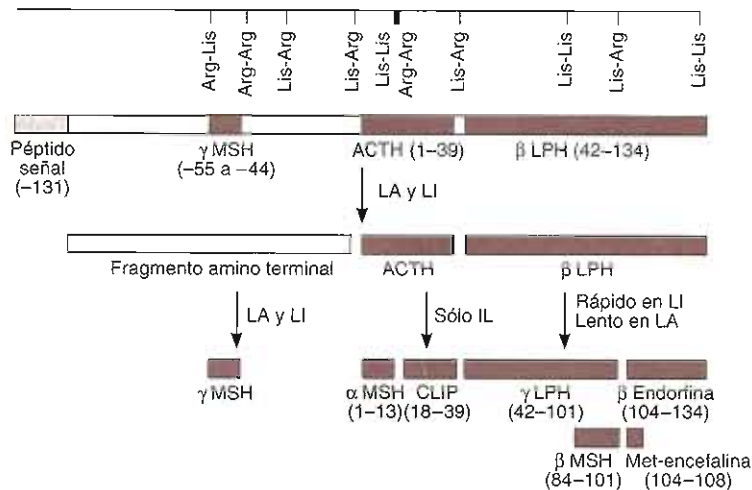 Arg-Lis
Arg-Arg
Lis-Arg
Lis-Arg
Lis-Lis
Arg-Arg
Lis-Arg
Lis-Lis
Lis-Arg
Lis-Lis
Péptido
señal
(–131)
γ MSH
(–55 a –44)
ACTH (1–39)
β LPH (42–134)
LA y LI
Fragmento amino terminal
ACTH
β LPH
LA y LI
Sólo IL
Rápido en LI
Lento en LA
γ MSH
α MSH
(1–13)
CLIP
(18–39)
γ LPH
(42–101)
β Endorfina
(104–134)
β MSH
(84–101)
Met-encefalina
(104–108)